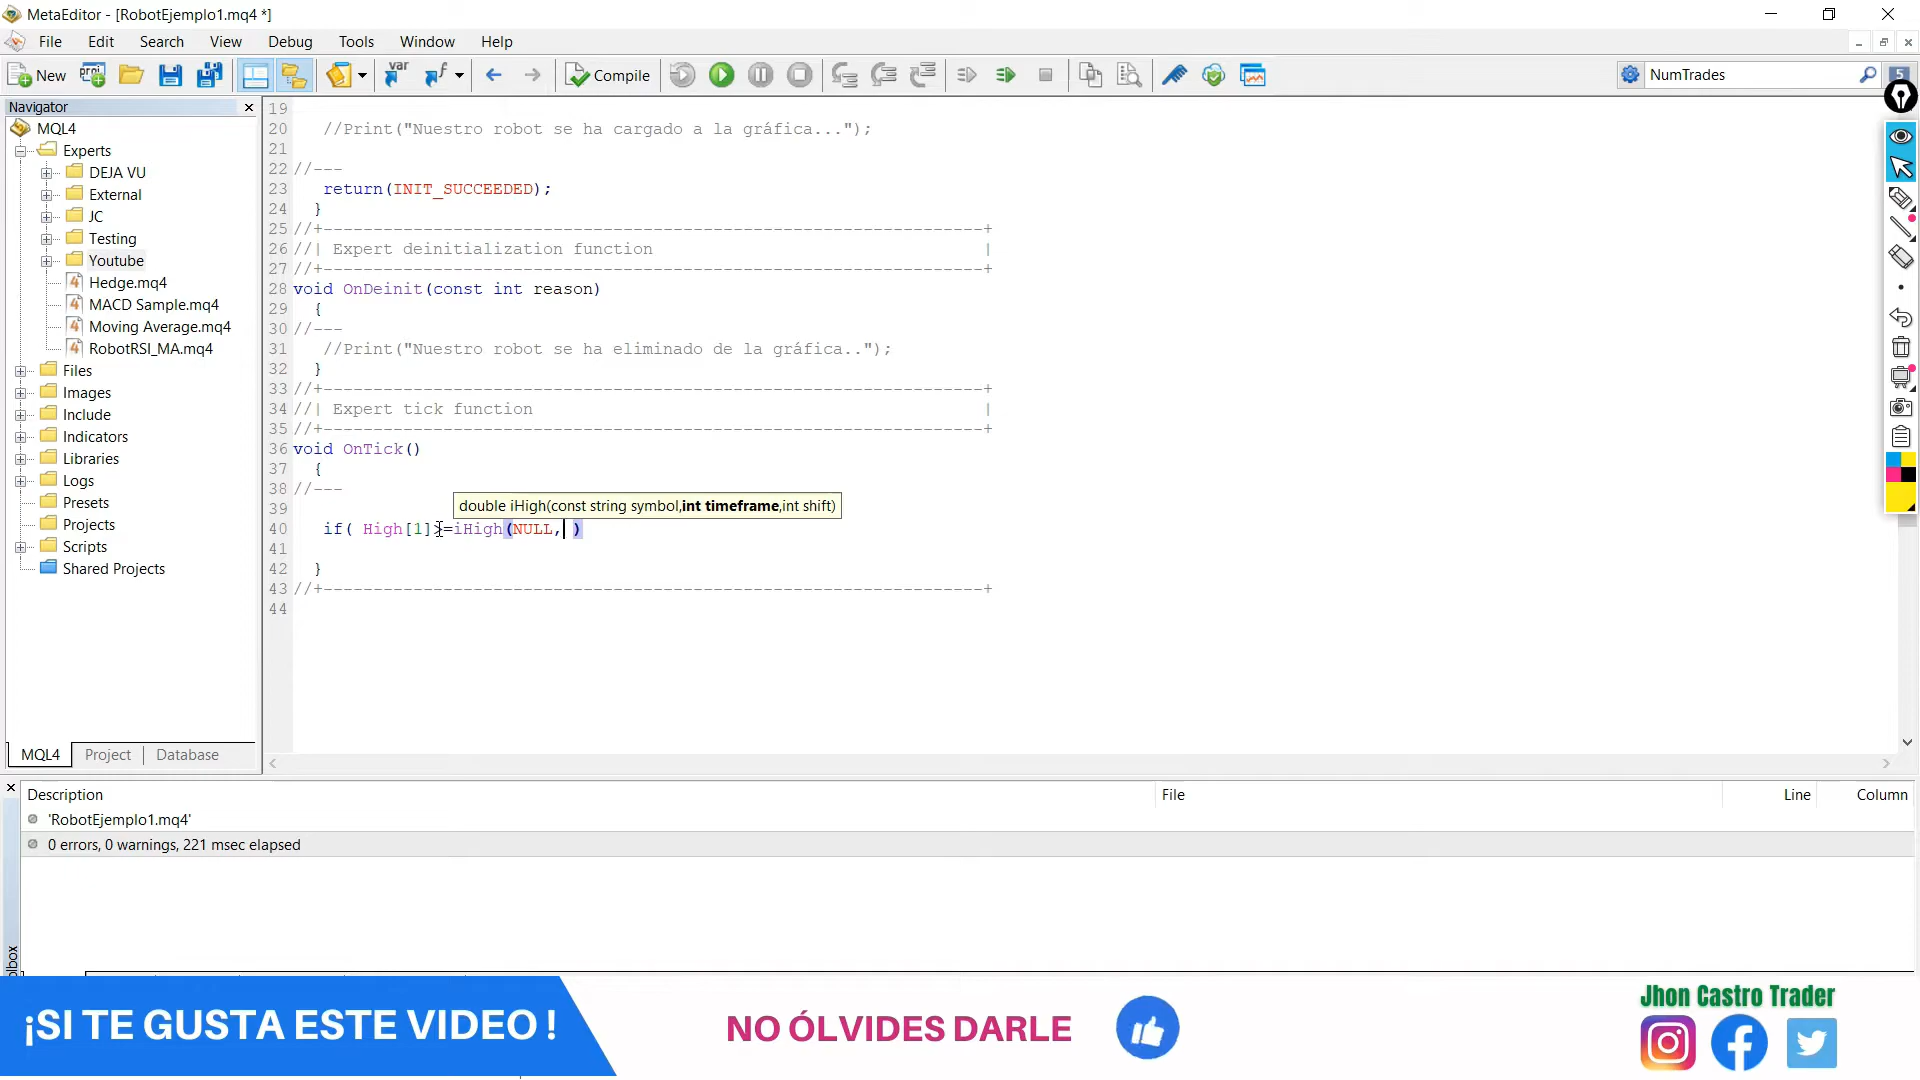 MetaEditor - [RobotEjemplo1.mq4 *]
File Edit Search View Debug Tools Window Help
New Compile NumTrades 5
Navigator
MQL4
Experts
DEJA VU
External
JC
Testing
Youtube
Hedge.mq4
MACD Sample.mq4
Moving Average.mq4
RobotRSI_MA.mq4
Files
Images
Include
Indicators
Libraries
Logs
Presets
Projects
Scripts
Shared Projects
MQL4 Project Database
19
20 //Print("Nuestro robot se ha cargado a la gráfica...");
21
22 //---
23 return(INIT_SUCCEEDED);
24 }
25 //+------------------------------------------------------------------+
26 //| Expert deinitialization function |
27 //+------------------------------------------------------------------+
28 void OnDeinit(const int reason)
29 {
30 //---
31 //Print("Nuestro robot se ha eliminado de la gráfica..");
32 }
33 //+------------------------------------------------------------------+
34 //| Expert tick function |
35 //+------------------------------------------------------------------+
36 void OnTick()
37 {
38 //---
double iHigh(const string symbol,int timeframe,int shift)
39
40 if( High[1]>=iHigh(NULL, )
41
42 }
43 //+------------------------------------------------------------------+
44
Description File Line Column
'RobotEjemplo1.mq4'
0 errors, 0 warnings, 221 msec elapsed
¡SI TE GUSTA ESTE VIDEO !
NO ÓLVIDES DARLE
Jhon Castro Trader